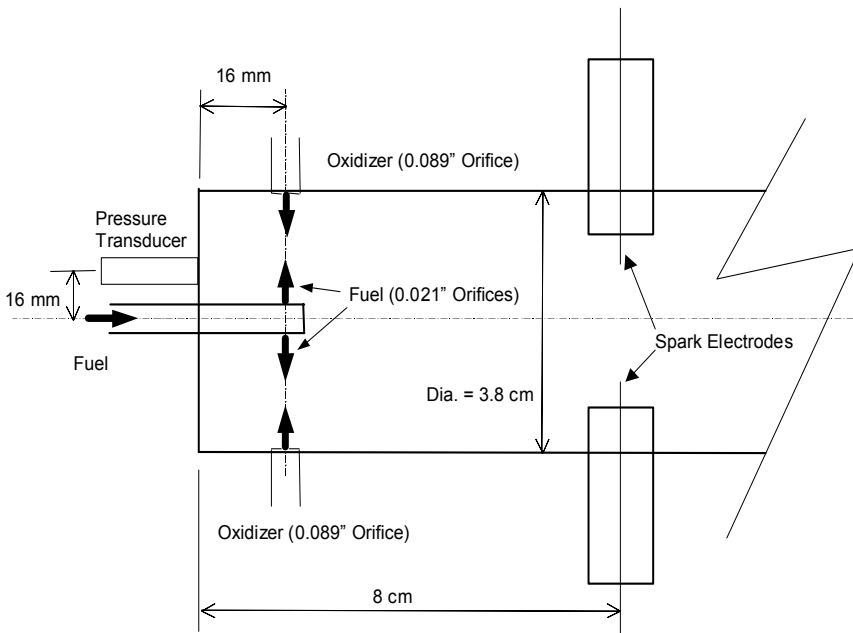 16 mm
Oxidizer (0.089” Orifice)
Pressure
Transducer
16 mm
Fuel (0.021” Orifices)
Fuel
Spark Electrodes
Dia. = 3.8 cm
Oxidizer (0.089” Orifice)
8 cm